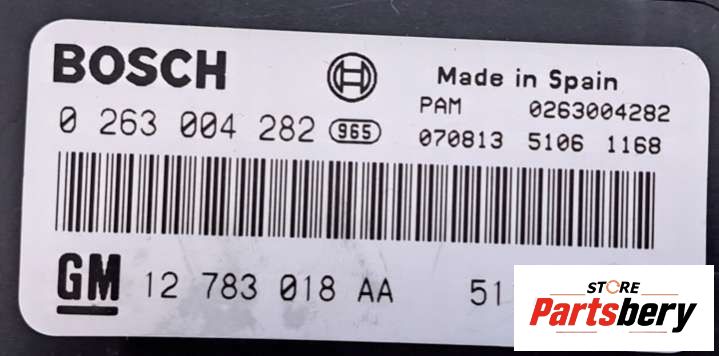 BOSCH
Made in Spain
PAM 0263004282
0 263 004 282 965
070813 5106 1168
GM 12 783 018 AA 51
STORE
Partsbery